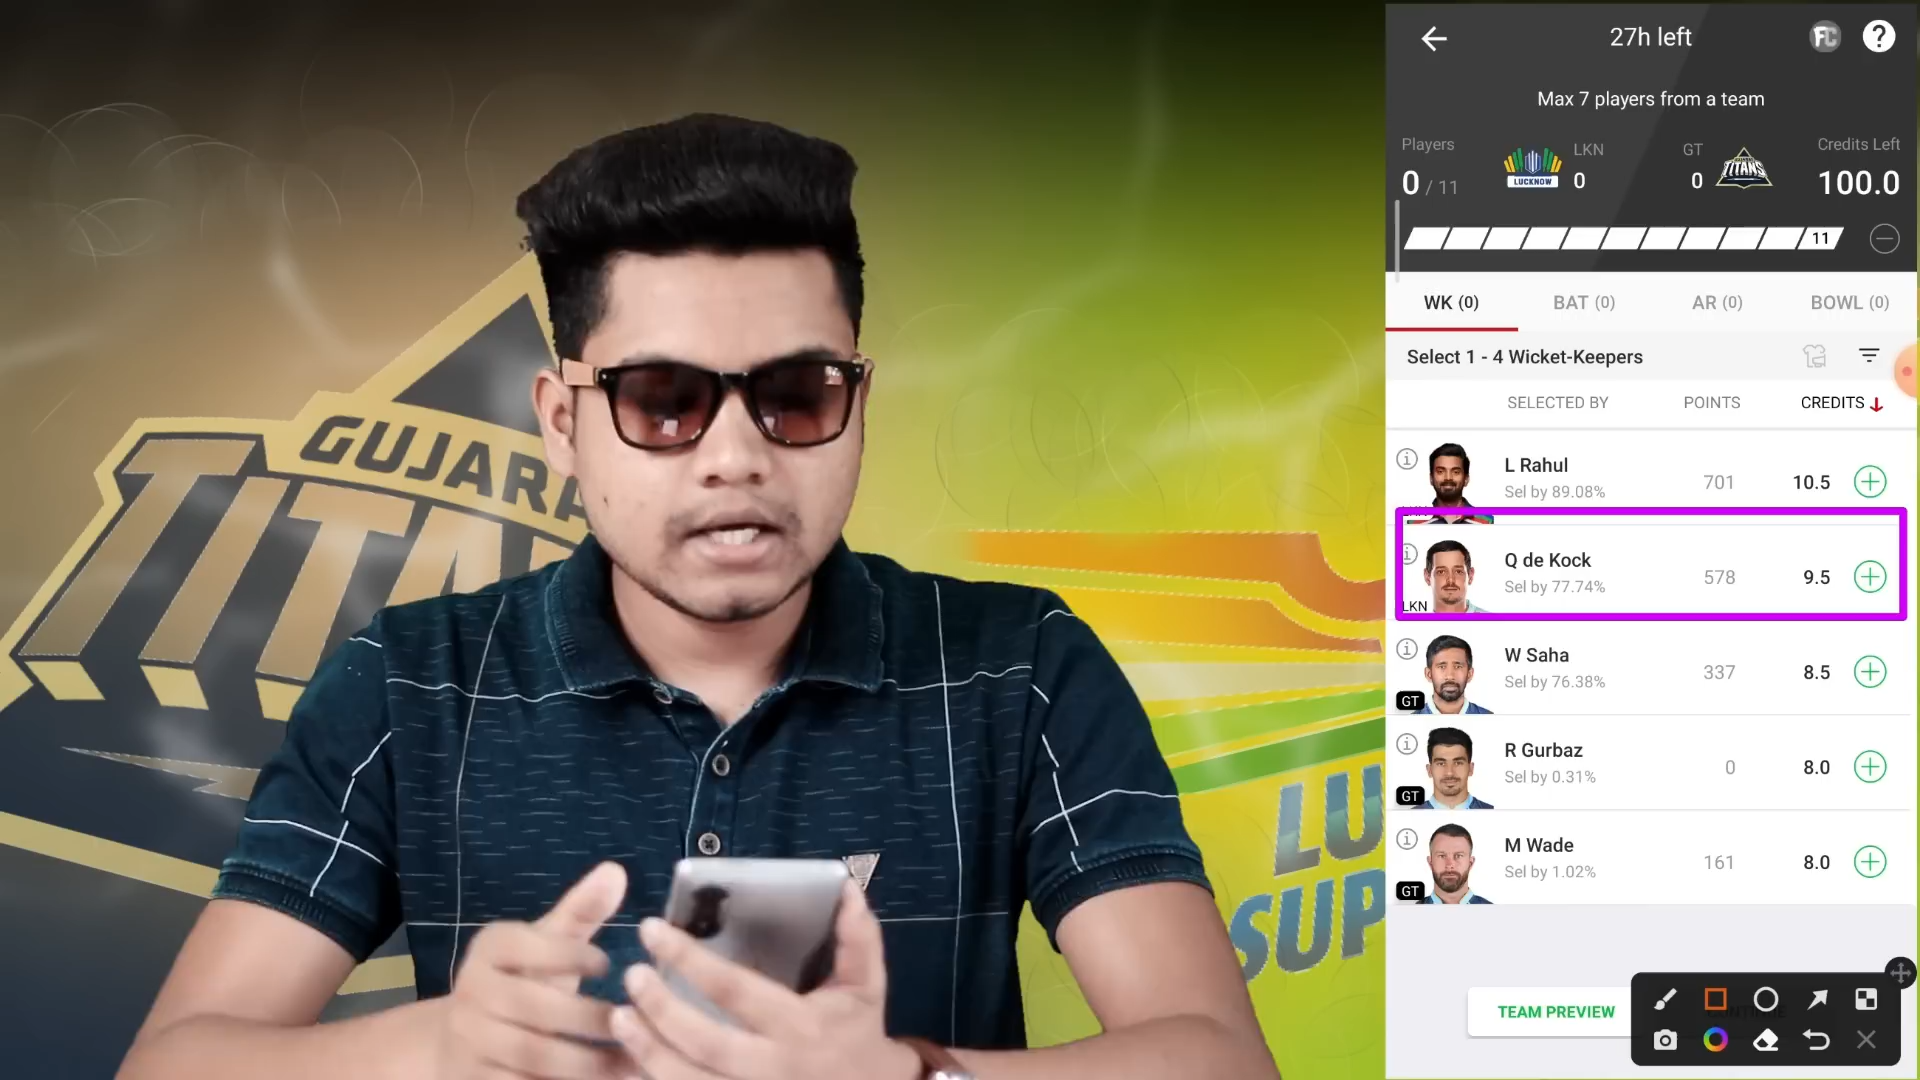 27h left
FC
?
Max 7 players from a team
Players
0 / 11
LUCKNOW
LKN
0
GT
0
TITANS
Credits Left
100.0
11
WK (0)
BAT (0)
AR (0)
BOWL (0)
Select 1 - 4 Wicket-Keepers
SELECTED BY
POINTS
CREDITS
L Rahul
Sel by 89.08%
701
10.5
Q de Kock
Sel by 77.74%
578
9.5
LKN
W Saha
Sel by 76.38%
337
8.5
GT
R Gurbaz
Sel by 0.31%
0
8.0
GT
M Wade
Sel by 1.02%
161
8.0
GT
TEAM PREVIEW
GUJARA
TITA
LU
SUP